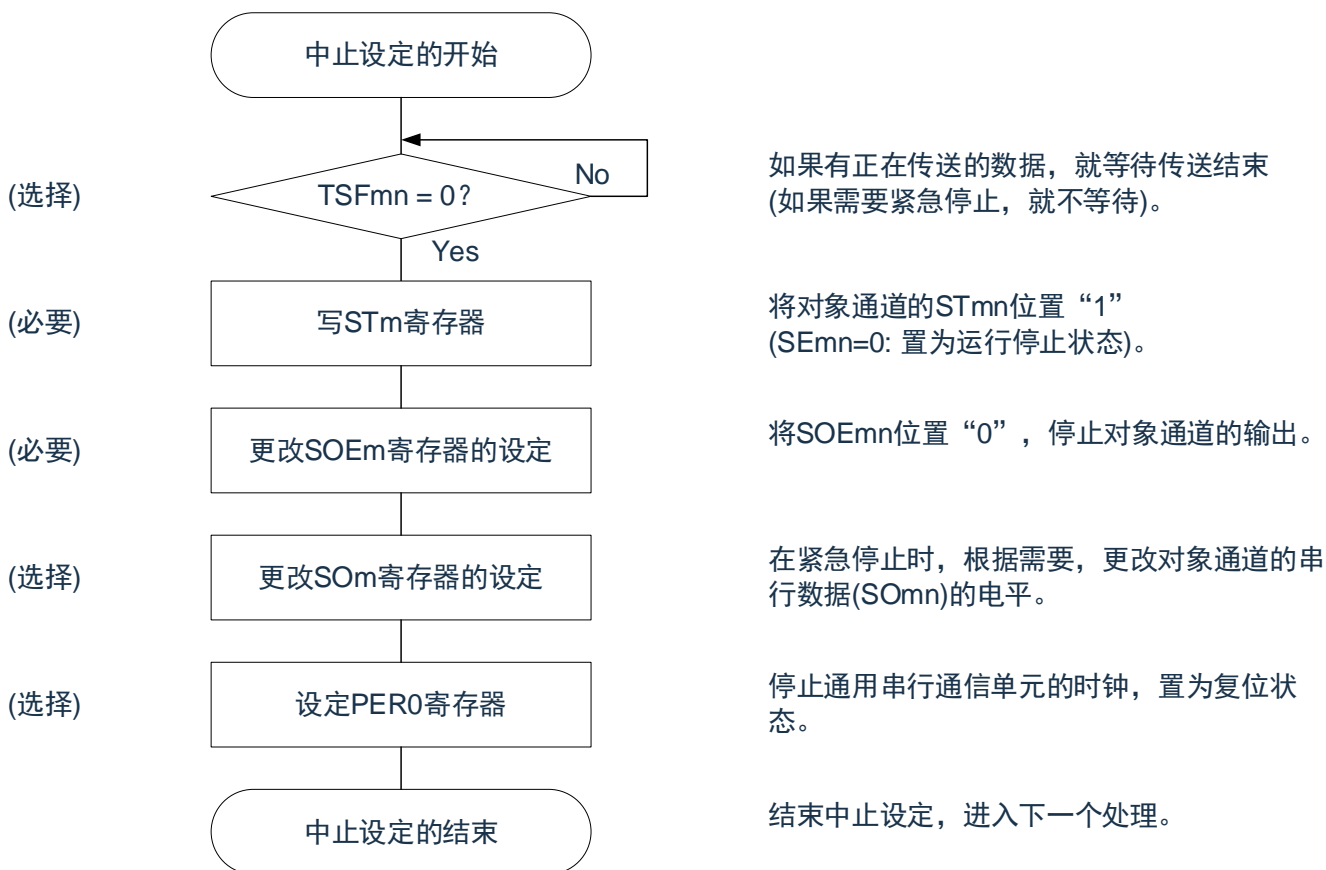 中止设定的开始
(选择)
TSFmn = 0?
No
如果有正在传送的数据，就等待传送结束
(如果需要紧急停止，就不等待)。
Yes
(必要)
写STm寄存器
将对象通道的STmn位置“1”
(SEmn=0: 置为运行停止状态)。
(必要)
更改SOEm寄存器的设定
将SOEmn位置“0”，停止对象通道的输出。
(选择)
更改SOm寄存器的设定
在紧急停止时，根据需要，更改对象通道的串
行数据(SOmn)的电平。
(选择)
设定PER0寄存器
停止通用串行通信单元的时钟，置为复位状
态。
中止设定的结束
结束中止设定，进入下一个处理。